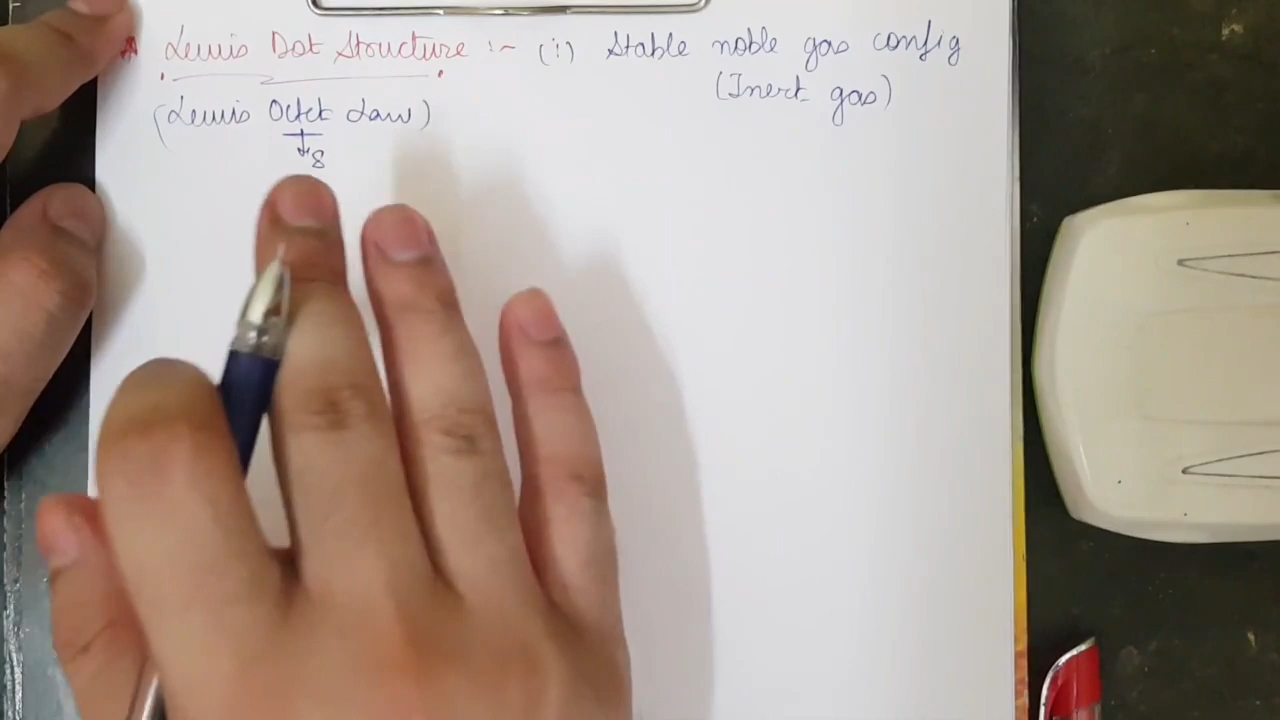 Lewis Dot Structure :- (i) Stable noble gas config
(Inert gas)
(Lewis Octet Law)
8